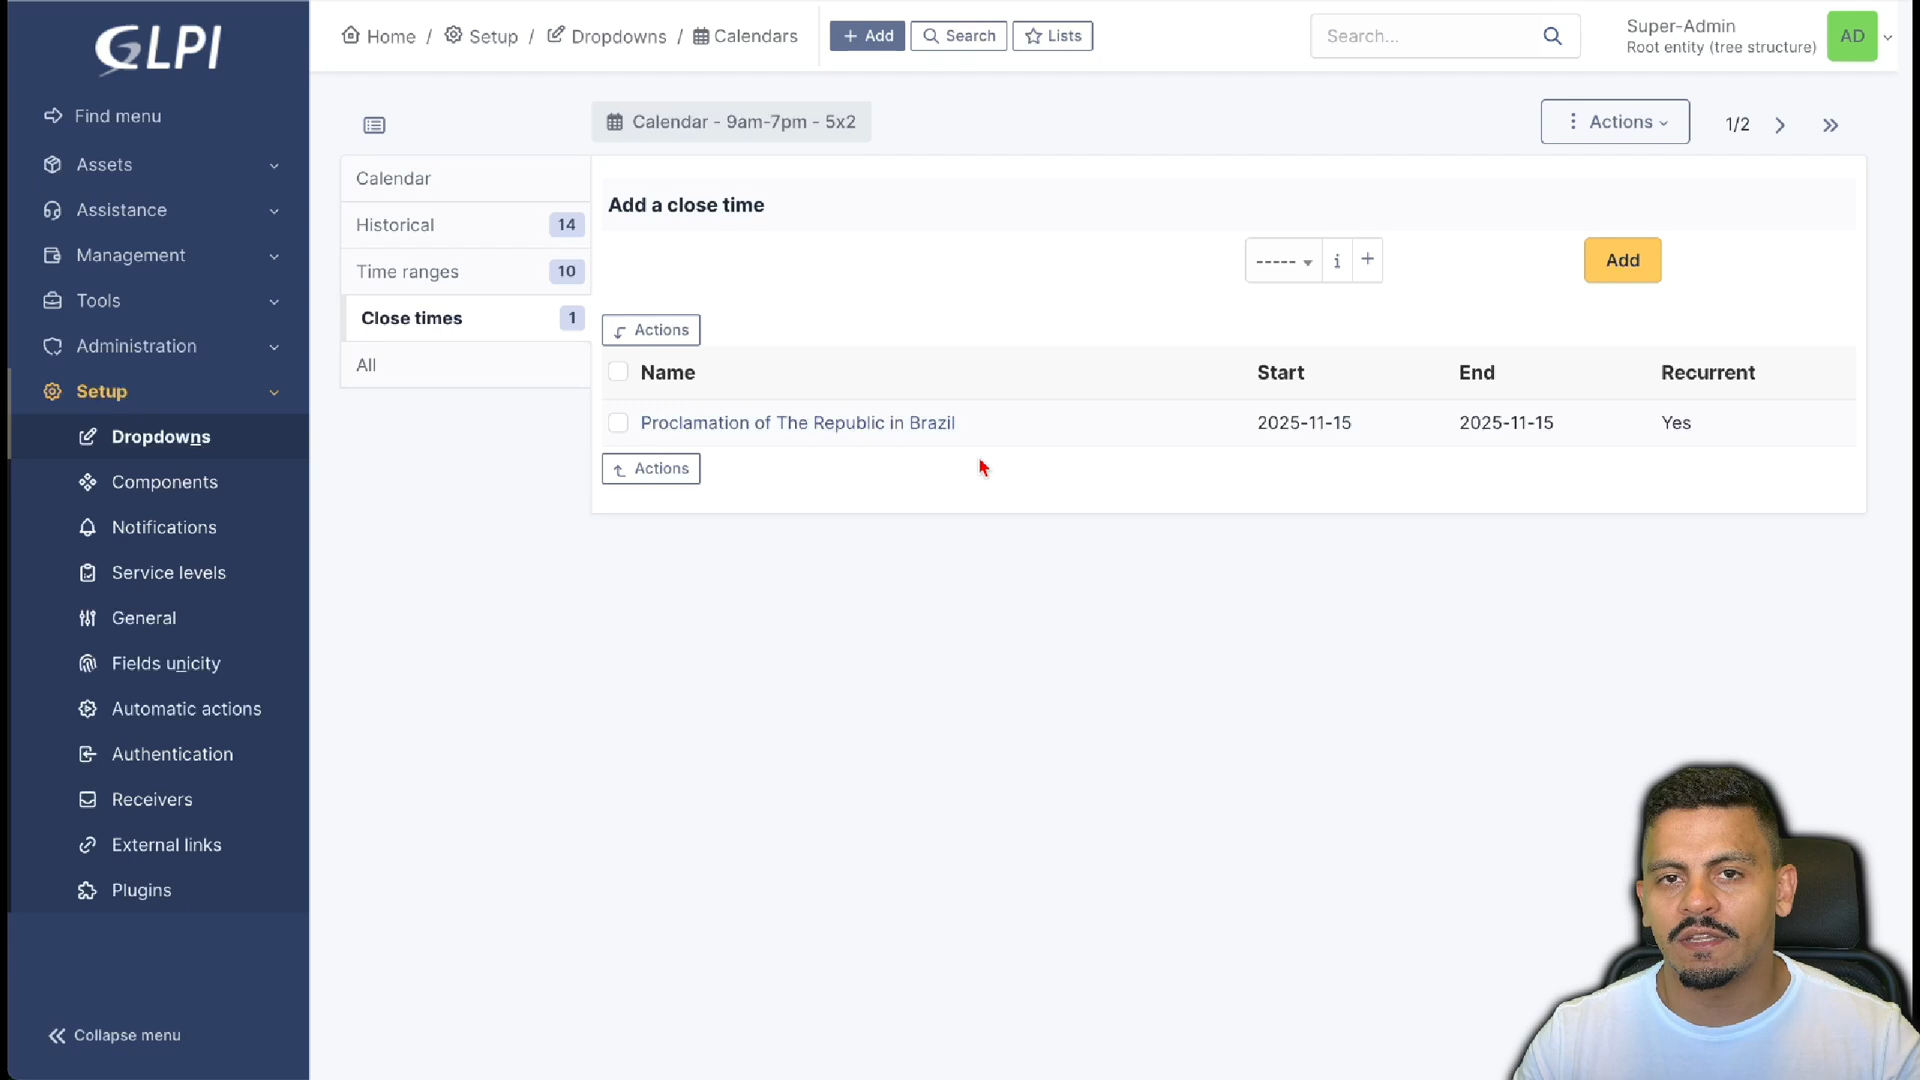 GLPI
Find menu
Assets
Assistance
Management
Tools
Administration
Setup
Dropdowns
Components
Notifications
Service levels
General
Fields unicity
Automatic actions
Authentication
Receivers
External links
Plugins
Collapse menu
Home / Setup / Dropdowns / Calendars
+ Add
Search
Lists
Search...
Super-Admin
Root entity (tree structure)
AD
Calendar - 9am-7pm - 5x2
Actions
1/2
Calendar
Historical 14
Time ranges 10
Close times 1
All
Add a close time
----- i +
Add
Actions
Name Start End Recurrent
Proclamation of The Republic in Brazil 2025-11-15 2025-11-15 Yes
Actions